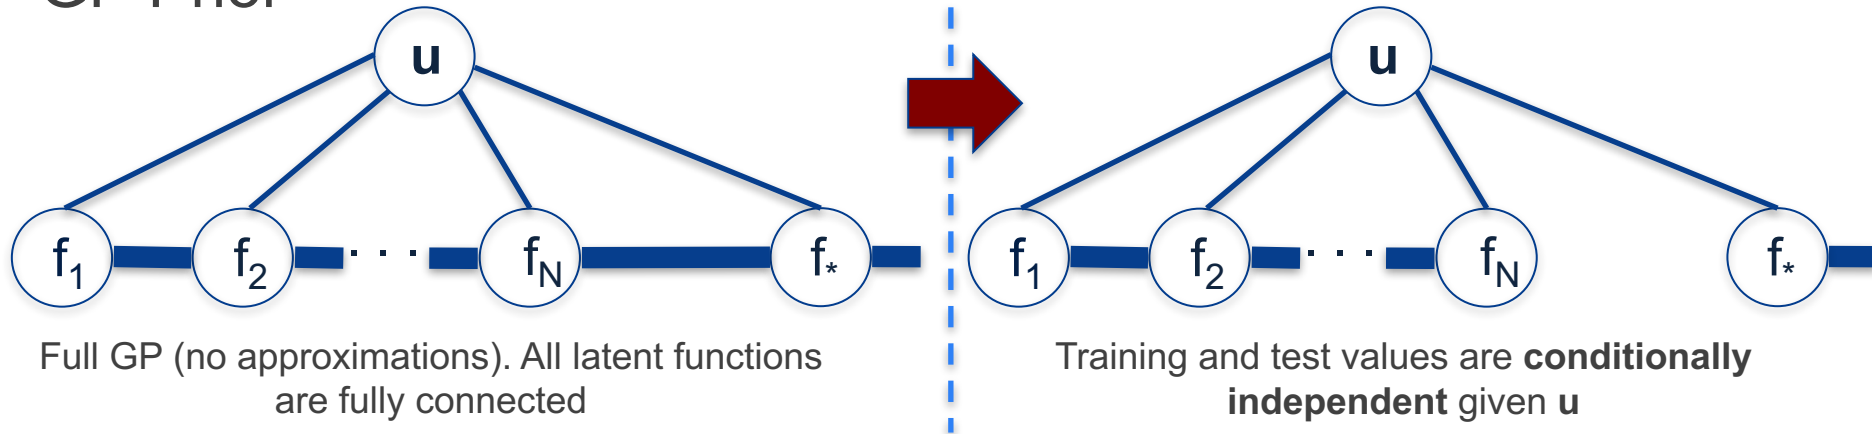 u
f1 f2 · · · fN f*
Full GP (no approximations). All latent functions
are fully connected
u
f1 f2 · · · fN f*
Training and test values are conditionally
independent given u